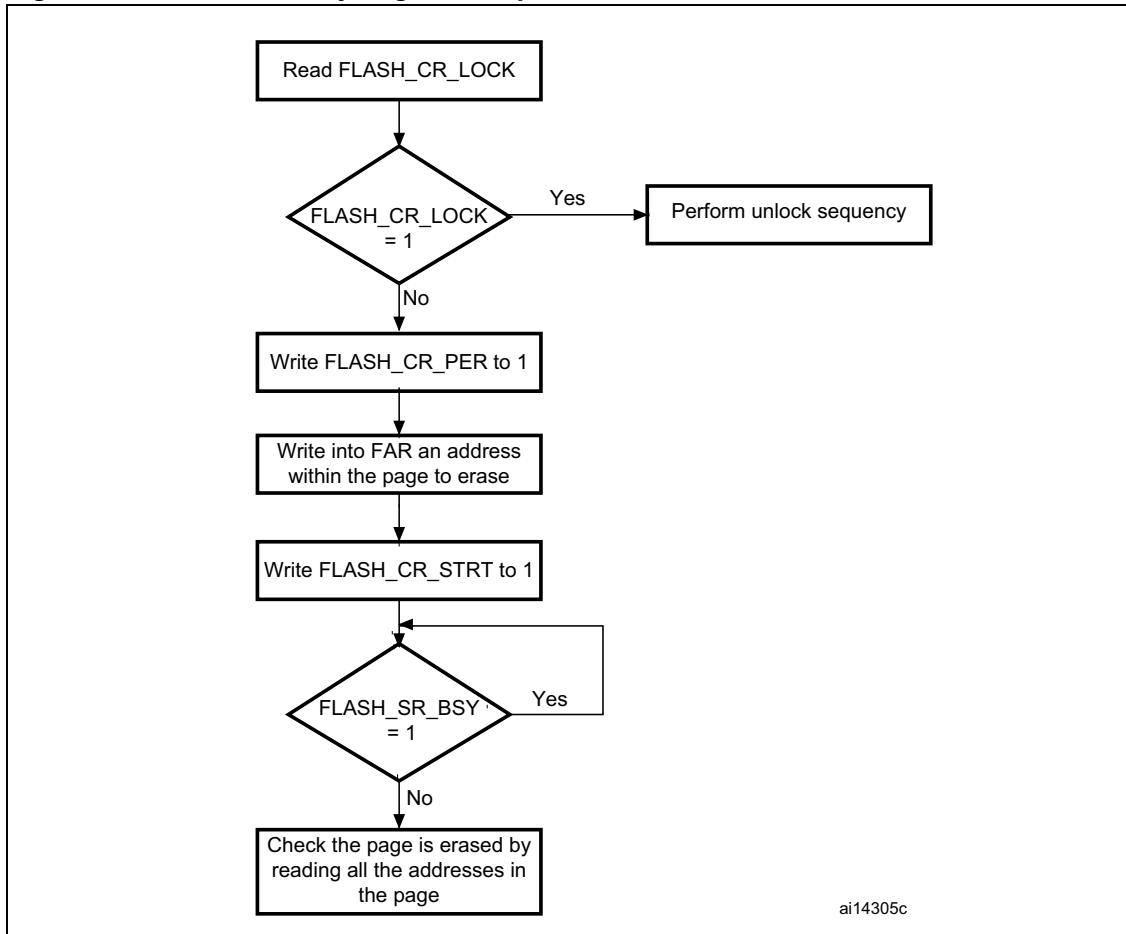 Read FLASH_CR_LOCK
FLASH_CR_LOCK
= 1
Yes
Perform unlock sequency
No
Write FLASH_CR_PER to 1
Write into FAR an address
within the page to erase
Write FLASH_CR_STRT to 1
FLASH_SR_BSY
= 1
Yes
No
Check the page is erased by
reading all the addresses in
the page
ai14305c